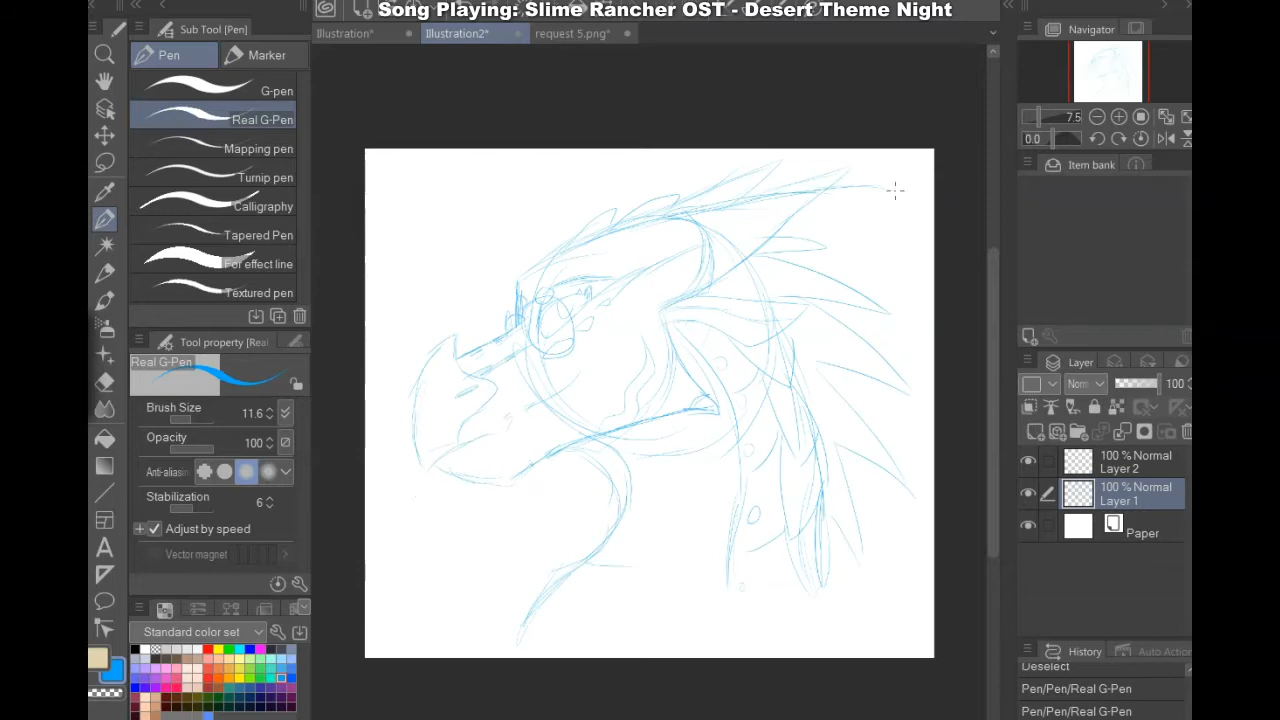 Song Playing: Slime Rancher OST - Desert Theme Night
Sub Tool [Pen]
Illustration*
Illustration2*
request 5.png*
Navigator
Pen
Marker
G-pen
Real G-Pen
Mapping pen
Turnip pen
Calligraphy
Tapered Pen
For effect line
Textured pen
7.5
0.0
Item bank
Tool property [Real
Real G-Pen
Brush Size
11.6
Opacity
100
Anti-aliasin
Stabilization
6
Adjust by speed
Vector magnet
Standard color set
Layer
Norm
100
100 % Normal
Layer 2
100 % Normal
Layer 1
Paper
History
Auto Action
Deselect
Pen/Pen/Real G-Pen
Pen/Pen/Real G-Pen